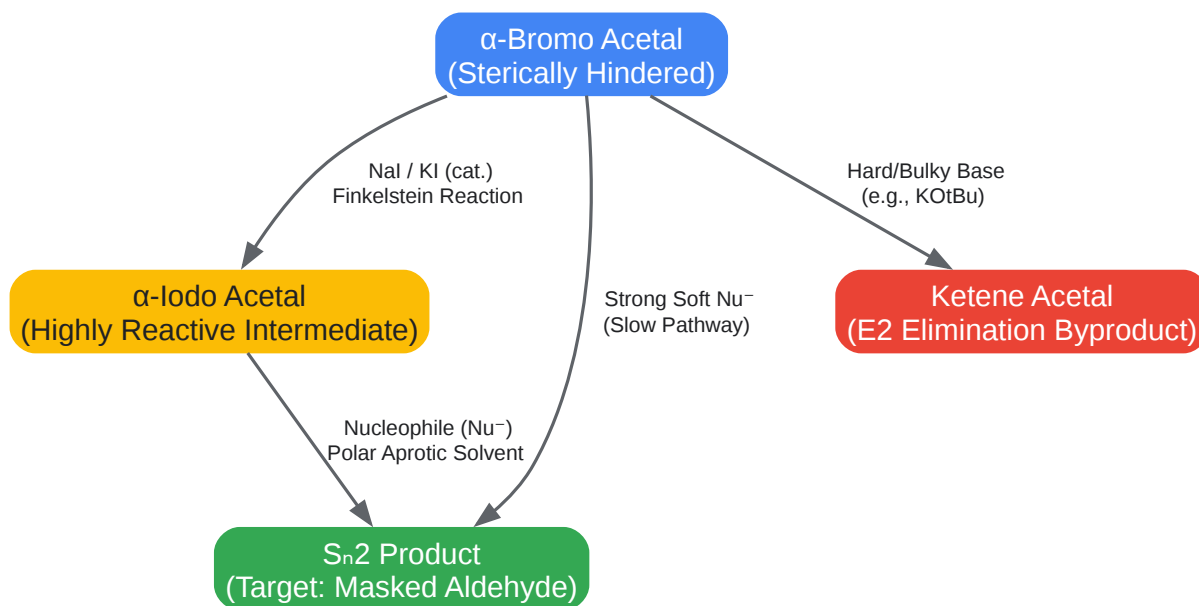 α-Bromo Acetal
(Sterically Hindered)
NaI / KI (cat.)
Finkelstein Reaction
Hard/Bulky Base
(e.g., KOtBu)
α-Iodo Acetal
(Highly Reactive Intermediate)
Strong Soft Nu⁻
(Slow Pathway)
Ketene Acetal
(E2 Elimination Byproduct)
Nucleophile (Nu⁻)
Polar Aprotic Solvent
Sₙ2 Product
(Target: Masked Aldehyde)